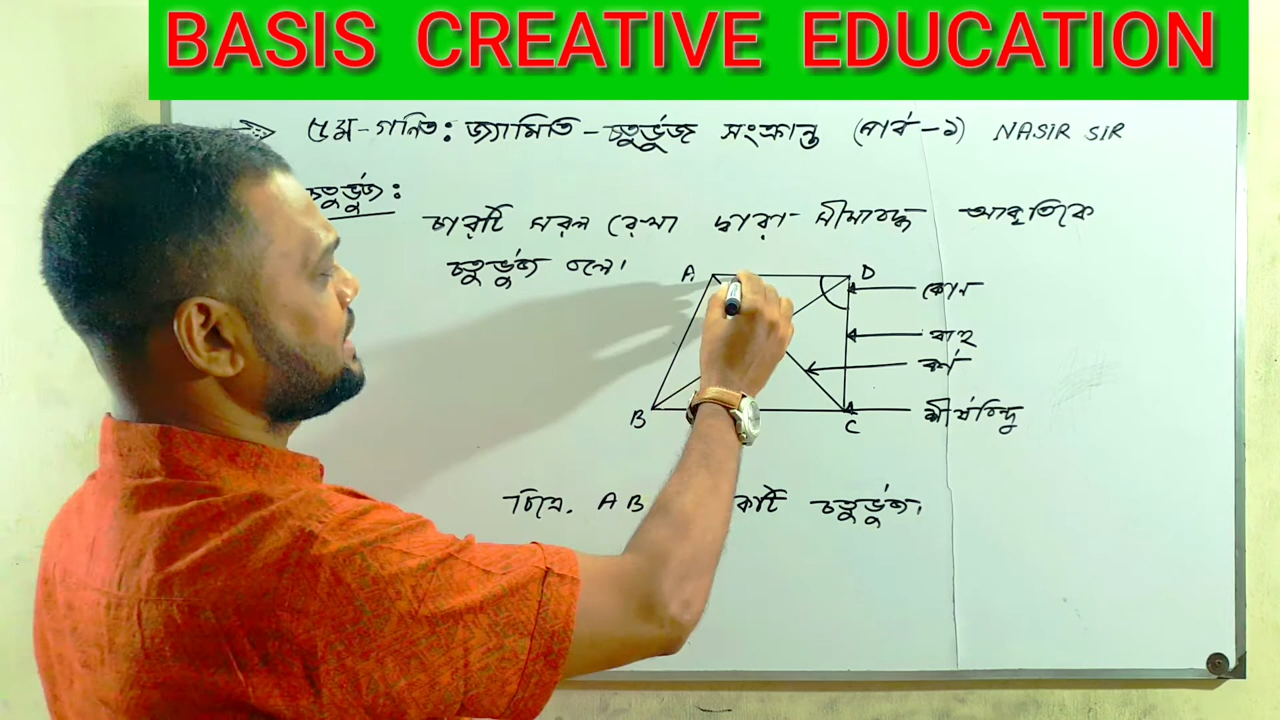 BASIS CREATIVE EDUCATION
৫ম-গণিত: জ্যামিতি-চতুর্ভুজ সংক্রান্ত (পার্ব-১) NASIR SIR
চতুর্ভুজ:
চারটি সরল রেখা দ্বারা সীমাবদ্ধ আকৃতিকে
চতুর্ভুজ বলে।
A D
কোন
বাহু
কর্ণ
B C শীর্ষবিন্দু
চিত্রে. AB কটি চতুর্ভুজ।